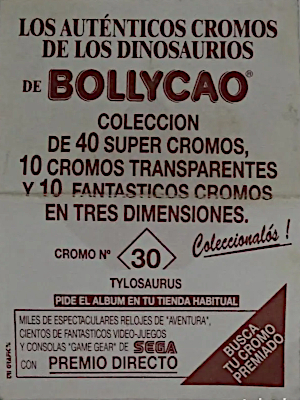 LOS AUTÉNTICOS CROMOS
DE LOS DINOSAURIOS
DE BOLLYCAO®
COLECCION
DE 40 SUPER CROMOS,
10 CROMOS TRANSPARENTES
Y 10 FANTASTICOS CROMOS
EN TRES DIMENSIONES.
Coleccionalós !
CROMO Nº 30
TYLOSAURUS
PIDE EL ALBUM EN TU TIENDA HABITUAL
MILES DE ESPECTACULARES RELOJES DE "AVENTURA",
CIENTOS DE FANTASTICOS VIDEO-JUEGOS
Y CONSOLAS "GAME GEAR" DE SEGA
CON PREMIO DIRECTO
BUSCA
TU CROMO
PREMIADO